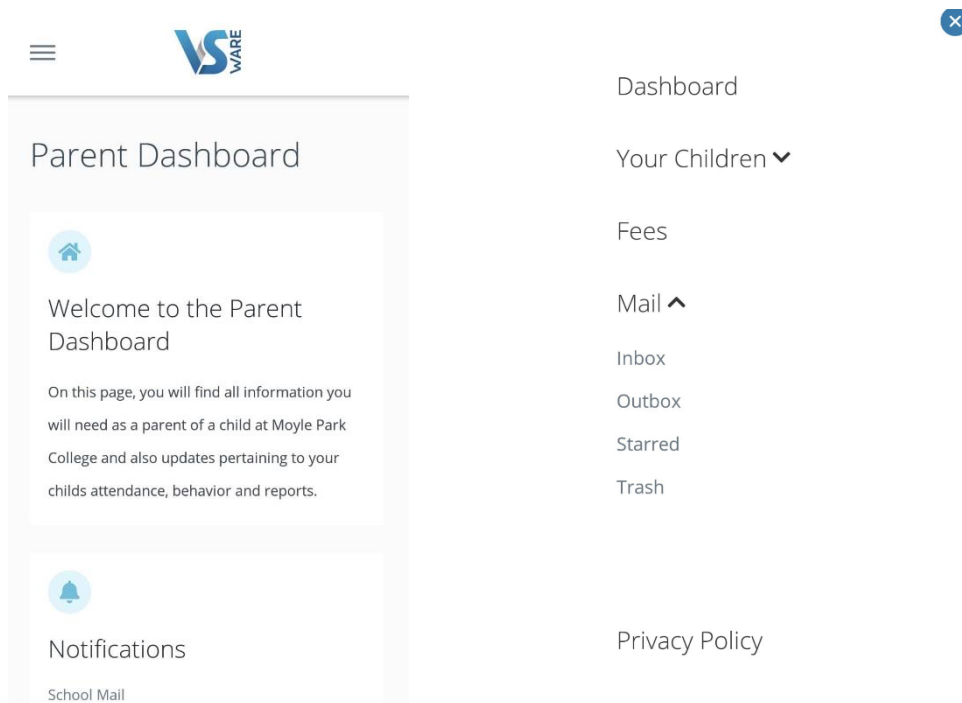 VS
WARE
Parent Dashboard
Welcome to the Parent
Dashboard
On this page, you will find all information you
will need as a parent of a child at Moyle Park
College and also updates pertaining to your
childs attendance, behavior and reports.
Notifications
School Mail
Dashboard
Your Children
Fees
Mail
Inbox
Outbox
Starred
Trash
Privacy Policy